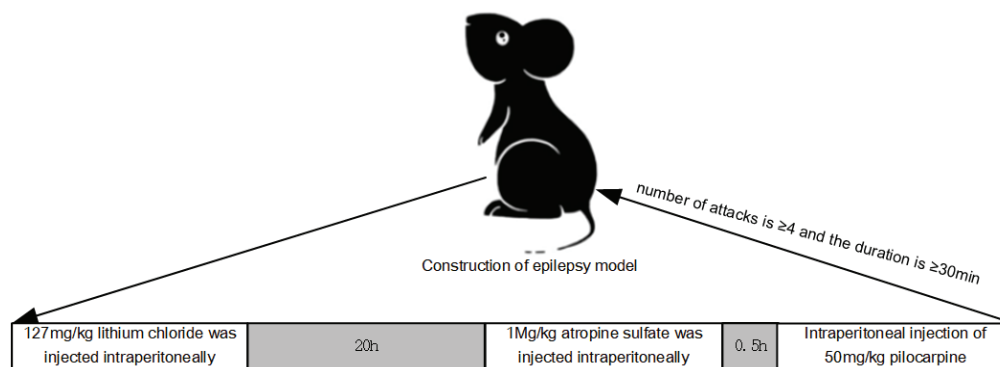 number of attacks is ≥4 and the duration is ≥30min
Construction of epilepsy model
127mg/kg lithium chloride was
injected intraperitoneally
20h
1Mg/kg atropine sulfate was
injected intraperitoneally
0.5h
Intraperitoneal injection of
50mg/kg pilocarpine